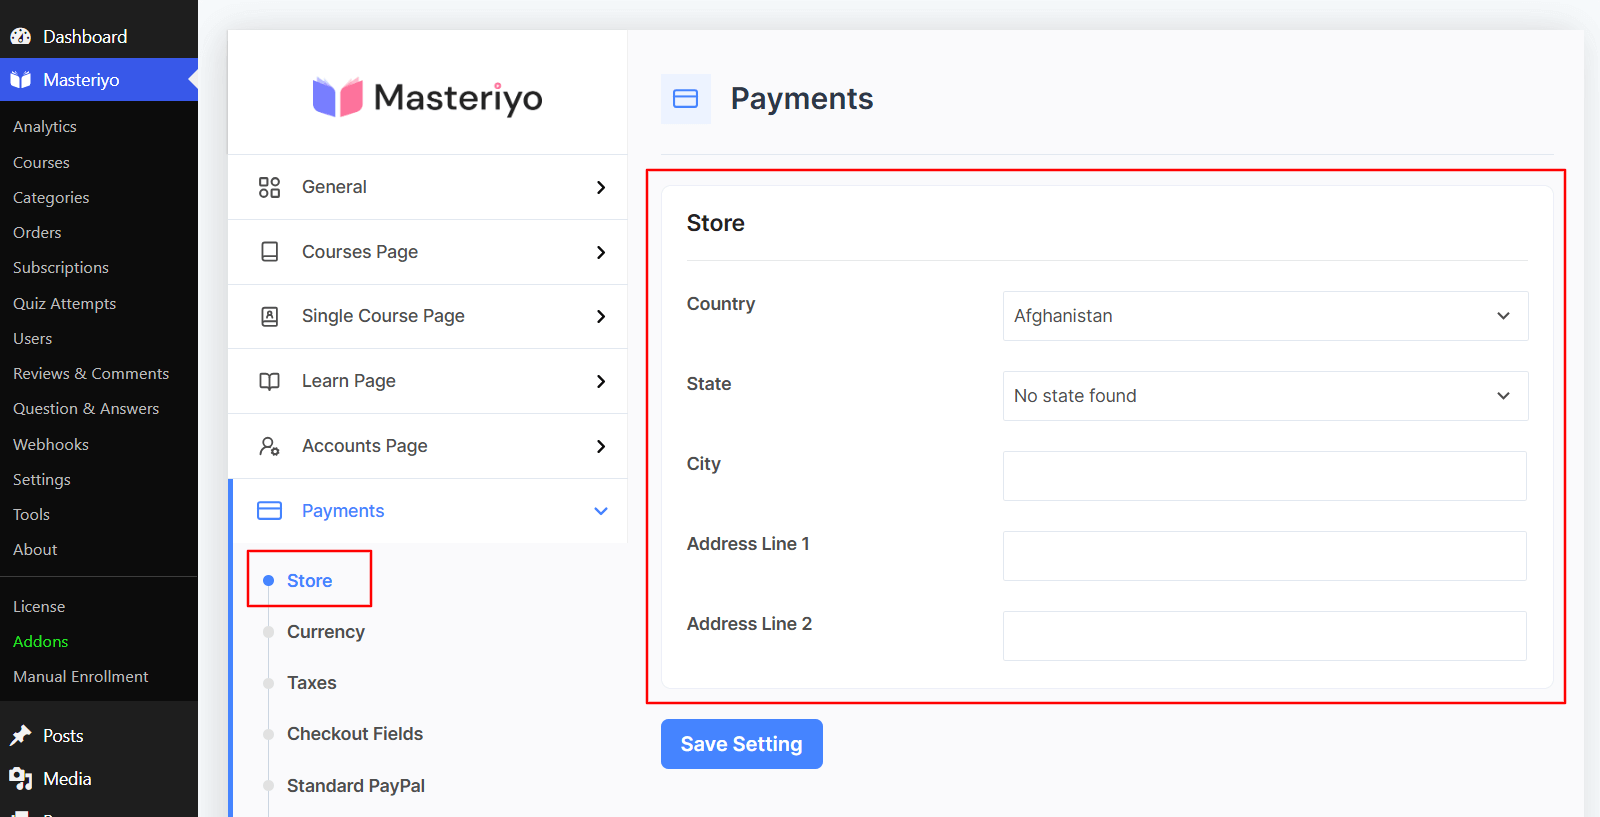 Dashboard
Masteriyo
Analytics
Courses
Categories
Orders
Subscriptions
Quiz Attempts
Users
Reviews & Comments
Question & Answers
Webhooks
Settings
Tools
About
License
Addons
Manual Enrollment
Posts
Media
Masteriyo
General
Courses Page
Single Course Page
Learn Page
Accounts Page
Payments
Store
Currency
Taxes
Checkout Fields
Standard PayPal
Payments
Store
Country
Afghanistan
State
No state found
City
Address Line 1
Address Line 2
Save Setting